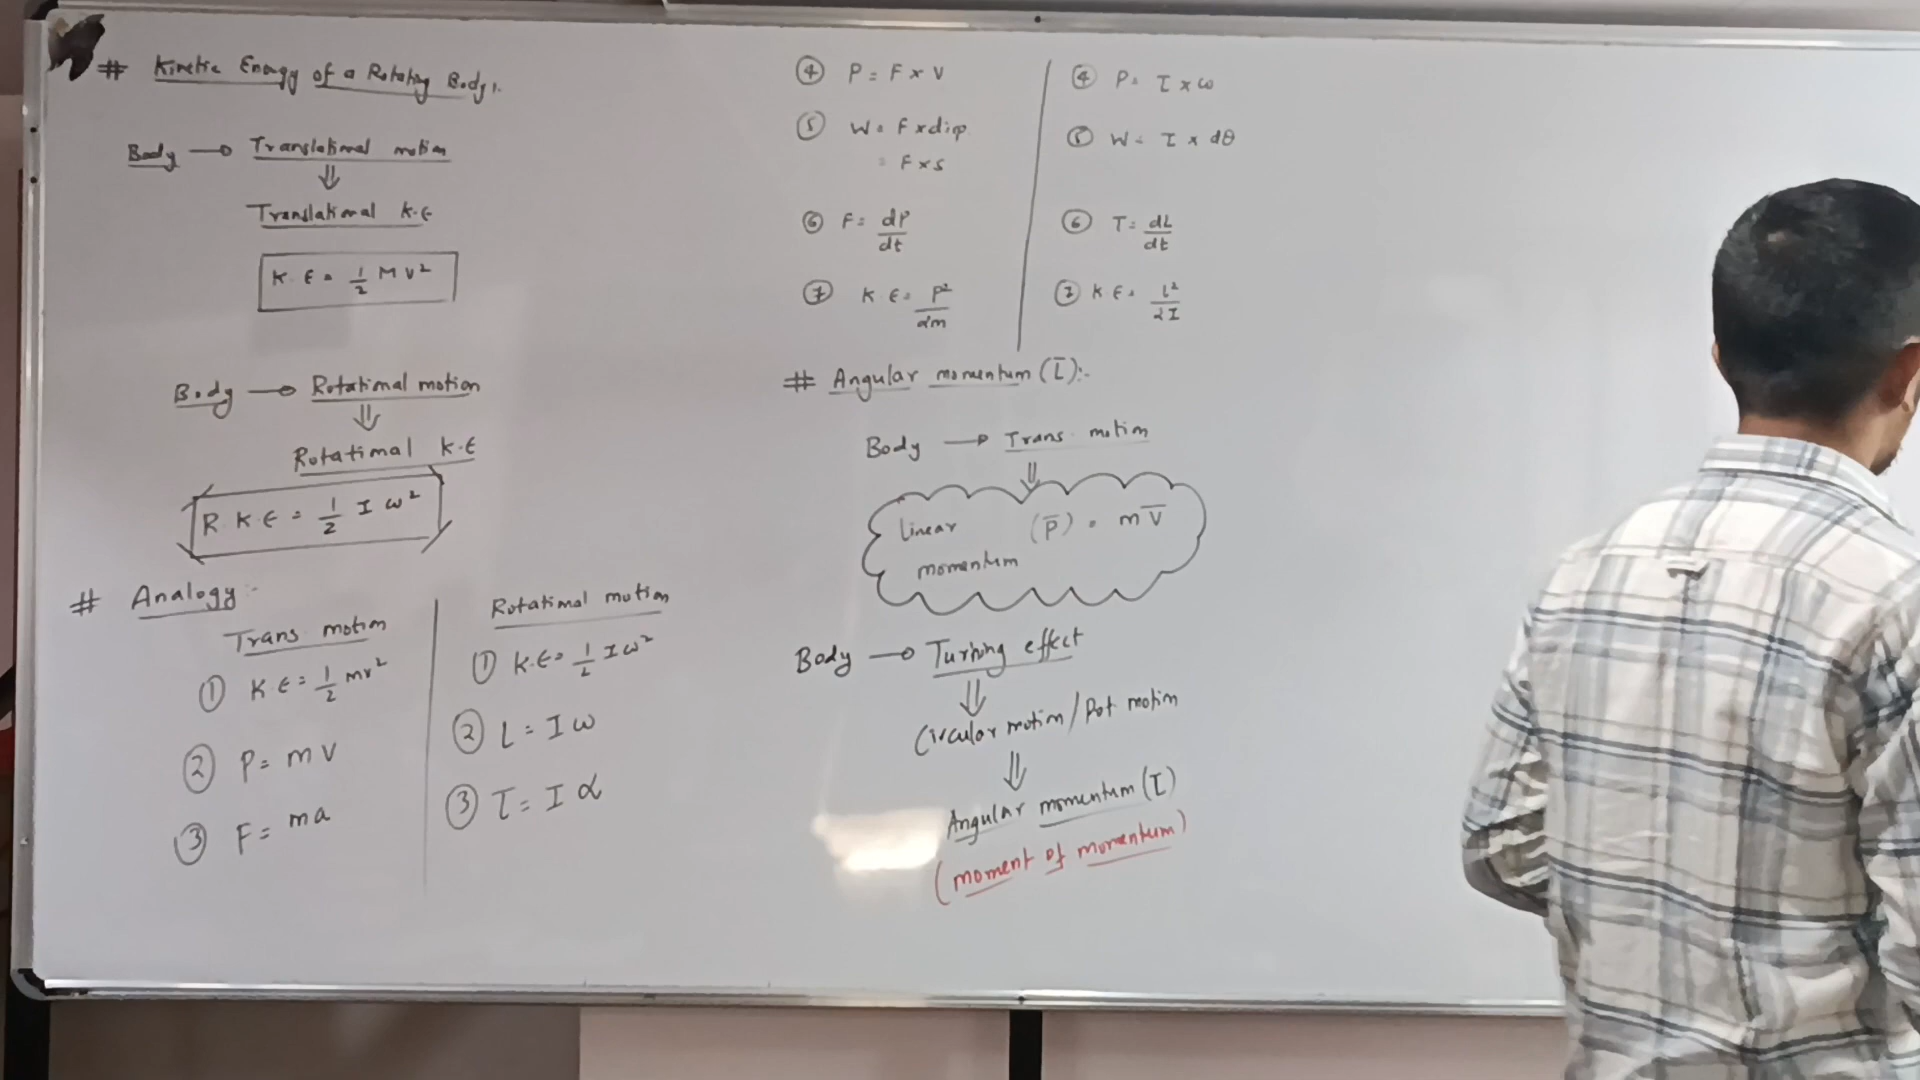 # Kinetic Energy of a Rotating Body:
Body → Translational motion
⇓
Translational K.E
K.E = 1/2 M V²
Body → Rotational motion
⇓
Rotational K.E
R.K.E = 1/2 I ω²
# Analogy:-
Trans motion | Rotational motion
① K.E = 1/2 mv² | ① K.E = 1/2 I ω²
② P = m V | ② L = I ω
③ F = ma | ③ τ = I α
④ P = F × V | ④ P = τ × ω
⑤ W = F × disp | ⑤ W = τ × dθ
= F × s
⑥ F = dP/dt | ⑥ τ = dL/dt
⑦ K.E = P²/2m | ⑦ K.E = L²/2I
# Angular momentum (L̄):-
Body → Trans. motion
⇓
linear (P̄) = m V̄
momentum
Body → Turning effect
⇓
Circular motion / Rot motion
⇓
Angular momentum (L̄)
(moment of momentum)